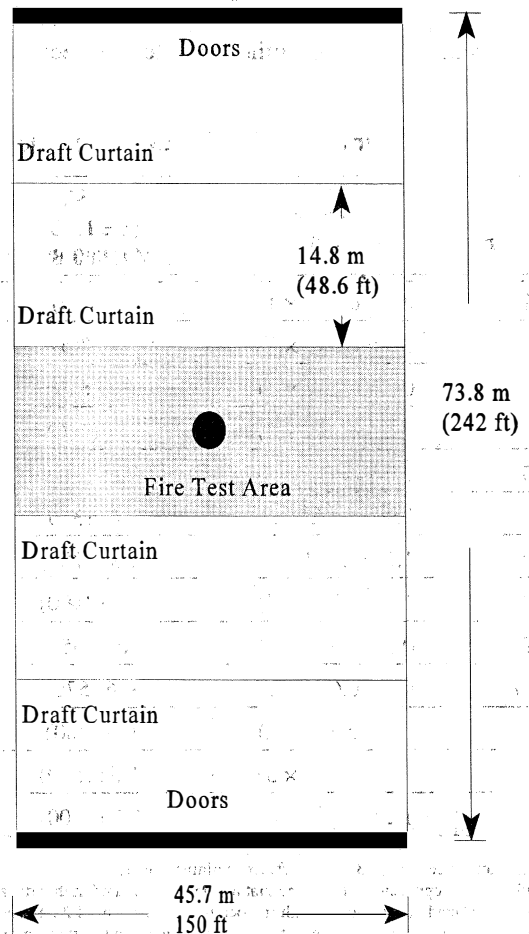 Doors
Draft Curtain
14.8 m
(48.6 ft)
Draft Curtain
73.8 m
(242 ft)
Fire Test Area
Draft Curtain
Draft Curtain
Doors
45.7 m
150 ft